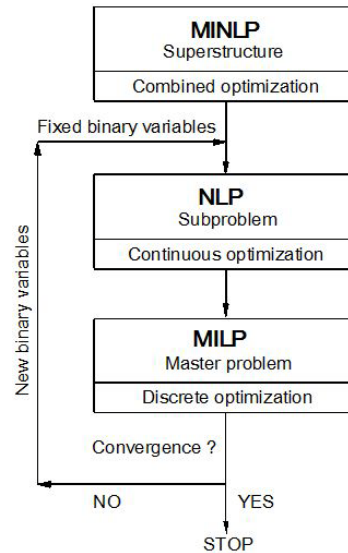 MINLP
Superstructure
Combined optimization
Fixed binary variables
NLP
Subproblem
Continuous optimization
New binary variables
MILP
Master problem
Discrete optimization
Convergence ?
NO
YES
STOP